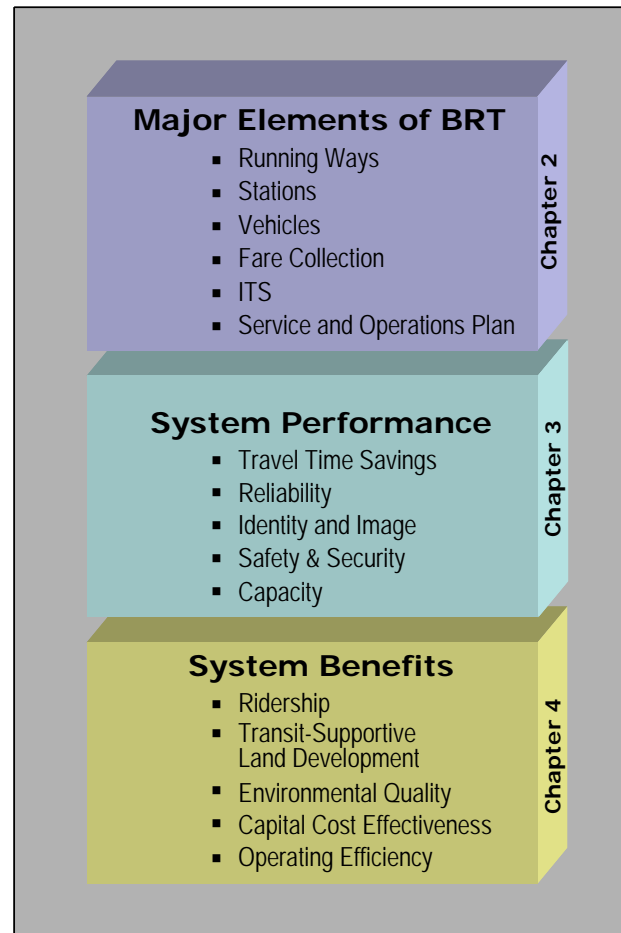 Major Elements of BRT
▪ Running Ways
▪ Stations
▪ Vehicles
▪ Fare Collection
▪ ITS
▪ Service and Operations Plan
Chapter 2
System Performance
▪ Travel Time Savings
▪ Reliability
▪ Identity and Image
▪ Safety & Security
▪ Capacity
Chapter 3
System Benefits
▪ Ridership
▪ Transit-Supportive
Land Development
▪ Environmental Quality
▪ Capital Cost Effectiveness
▪ Operating Efficiency
Chapter 4